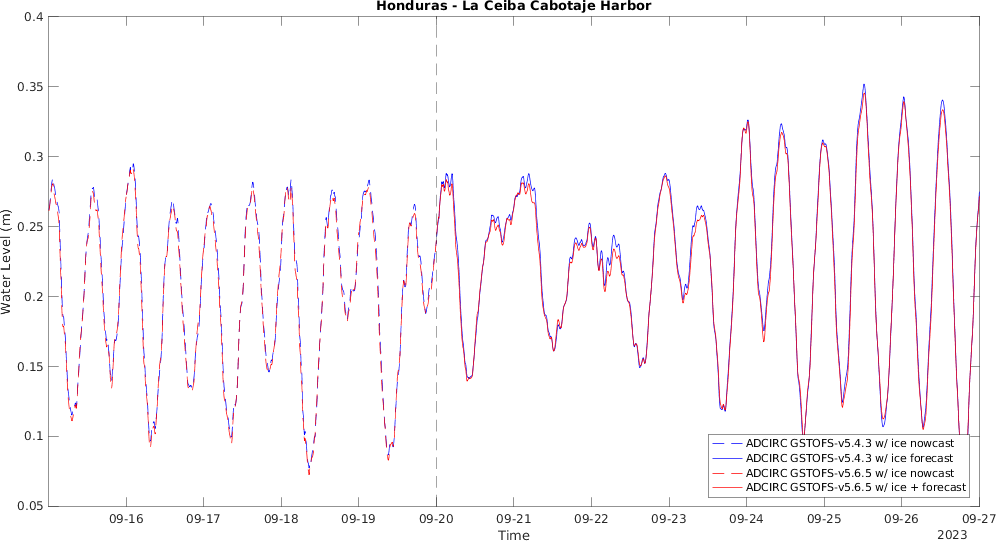 Honduras - La Ceiba Cabotaje Harbor
Water Level (m)
0.4
0.35
0.3
0.25
0.2
0.15
0.1
0.05
ADCIRC GSTOFS-v5.4.3 w/ ice nowcast
ADCIRC GSTOFS-v5.4.3 w/ ice forecast
ADCIRC GSTOFS-v5.6.5 w/ ice nowcast
ADCIRC GSTOFS-v5.6.5 w/ ice + forecast
09-16 09-17 09-18 09-19 09-20 09-21 09-22 09-23 09-24 09-25 09-26 09-27
Time
2023